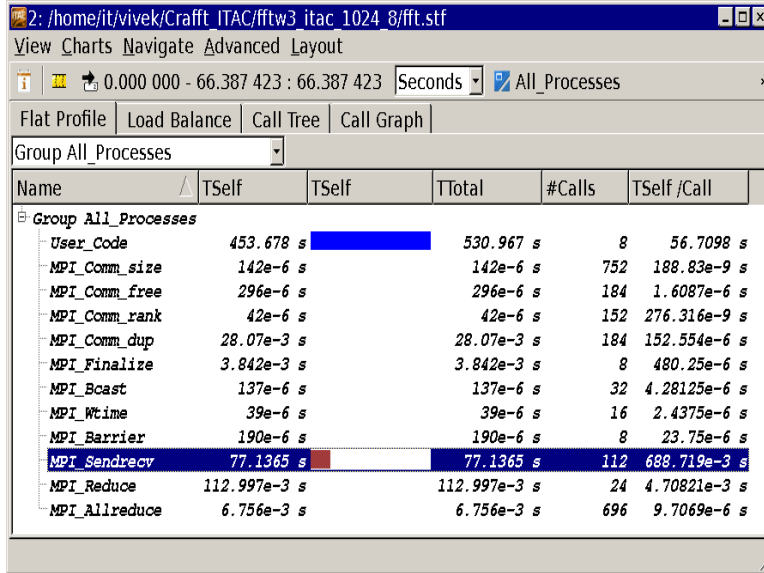 2: /home/it/vivek/Crafft_ITAC/fftw3_itac_1024_8/fft.stf
View Charts Navigate Advanced Layout
0.000 000 - 66.387 423 : 66.387 423 Seconds All_Processes
Flat Profile Load Balance Call Tree Call Graph
Group All_Processes
Name TSelf TSelf TTotal #Calls TSelf /Call
Group All_Processes
User_Code 453.678 s 530.967 s 8 56.7098 s
MPI_Comm_size 142e-6 s 142e-6 s 752 188.83e-9 s
MPI_Comm_free 296e-6 s 296e-6 s 184 1.6087e-6 s
MPI_Comm_rank 42e-6 s 42e-6 s 152 276.316e-9 s
MPI_Comm_dup 28.07e-3 s 28.07e-3 s 184 152.554e-6 s
MPI_Finalize 3.842e-3 s 3.842e-3 s 8 480.25e-6 s
MPI_Bcast 137e-6 s 137e-6 s 32 4.28125e-6 s
MPI_Wtime 39e-6 s 39e-6 s 16 2.4375e-6 s
MPI_Barrier 190e-6 s 190e-6 s 8 23.75e-6 s
MPI_Sendrecv 77.1365 s 77.1365 s 112 688.719e-3 s
MPI_Reduce 112.997e-3 s 112.997e-3 s 24 4.70821e-3 s
MPI_Allreduce 6.756e-3 s 6.756e-3 s 696 9.7069e-6 s